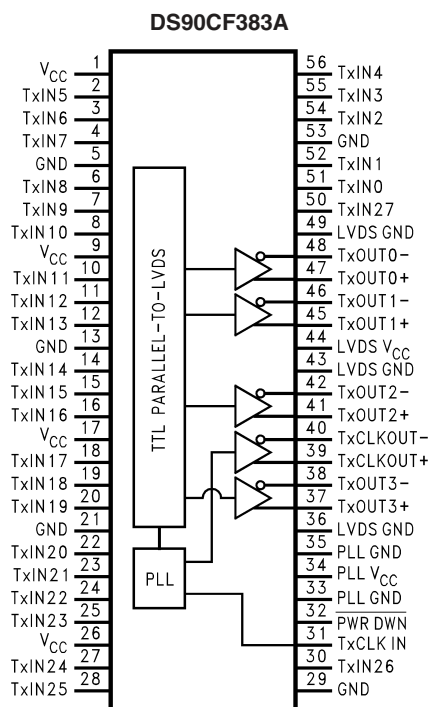 DS90CF383A
VCC 1
TxIN5 2
TxIN6 3
TxIN7 4
GND 5
TxIN8 6
TxIN9 7
TxIN10 8
VCC 9
TxIN11 10
TxIN12 11
TxIN13 12
GND 13
TxIN14 14
TxIN15 15
TxIN16 16
VCC 17
TxIN17 18
TxIN18 19
TxIN19 20
GND 21
TxIN20 22
TxIN21 23
TxIN22 24
TxIN23 25
VCC 26
TxIN24 27
TxIN25 28
TTL PARALLEL-TO-LVDS
PLL
56 TxIN4
55 TxIN3
54 TxIN2
53 GND
52 TxIN1
51 TxIN0
50 TxIN27
49 LVDS GND
48 TxOUT0-
47 TxOUT0+
46 TxOUT1-
45 TxOUT1+
44 LVDS VCC
43 LVDS GND
42 TxOUT2-
41 TxOUT2+
40 TxCLKOUT-
39 TxCLKOUT+
38 TxOUT3-
37 TxOUT3+
36 LVDS GND
35 PLL GND
34 PLL VCC
33 PLL GND
32 PWR DWN
31 TxCLK IN
30 TxIN26
29 GND